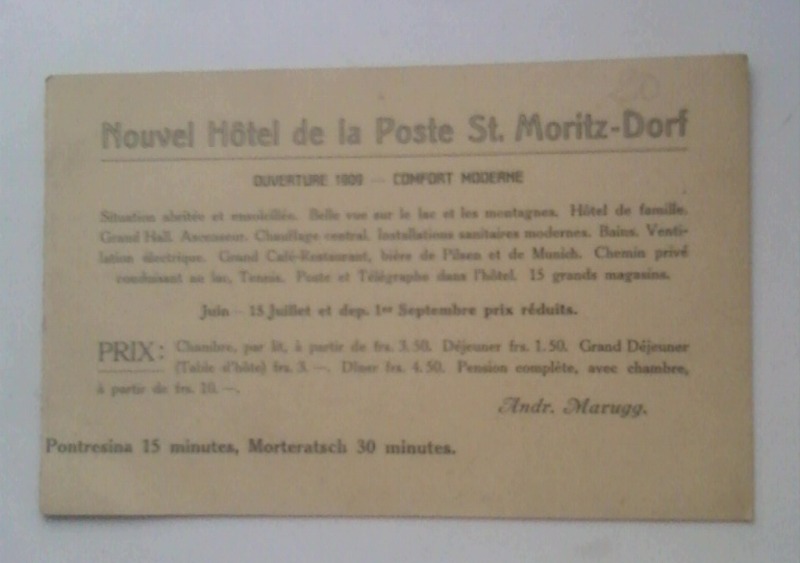 20
Nouvel Hôtel de la Poste St. Moritz-Dorf
OUVERTURE 1909 — COMFORT MODERNE
Situation abritée et ensoleillée. Belle vue sur le lac et les montagnes. Hôtel de famille.
Grand Hall. Ascenseur. Chauffage central. Installations sanitaires modernes. Bains. Venti-
lation électrique. Grand Café-Restaurant, bière de Pilsen et de Munich. Chemin privé
conduisant au lac, Tennis. Poste et Télégraphe dans l'hôtel. 15 grands magasins.
Juin — 15 Juillet et dep. 1er Septembre prix réduits.
PRIX: Chambre, par lit, à partir de frs. 3.50. Déjeuner frs. 1.50. Grand Déjeuner
(Table d'hôte) frs. 3.—. Dîner frs. 4.50. Pension complète, avec chambre,
à partir de frs. 10.—.
Andr. Marugg.
Pontresina 15 minutes, Morteratsch 30 minutes.